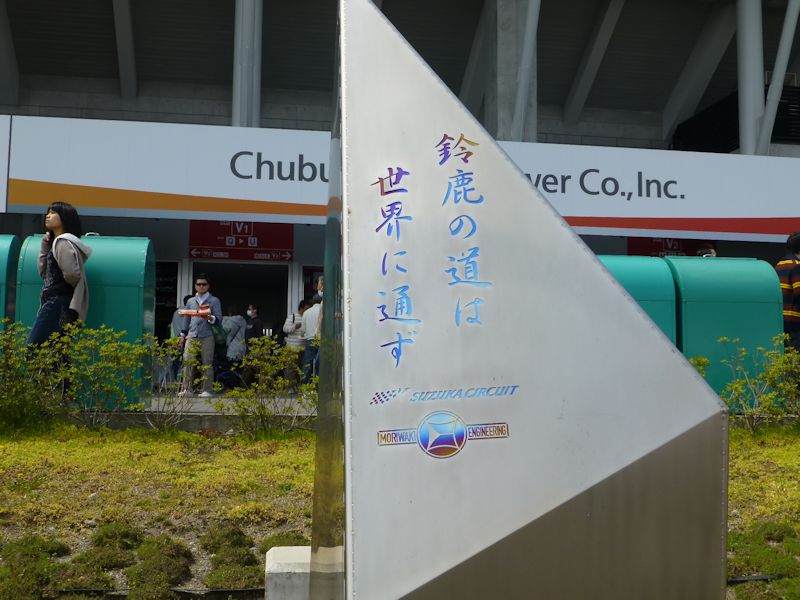 Chubu
wer Co., Inc.
鈴鹿の道は
世界に通ず
SUZUKA CIRCUIT
MORIWAKI ENGINEERING
V1
Q ▶ U
V2